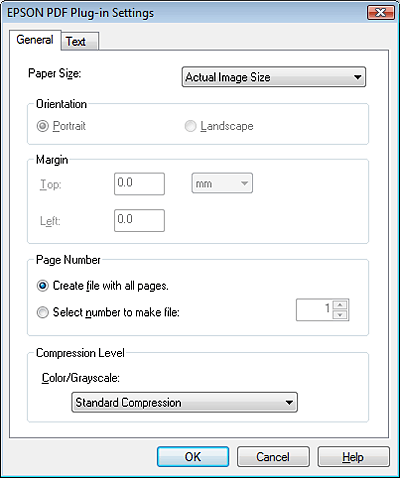 EPSON PDF Plug-in Settings
General Text
Paper Size: Actual Image Size
Orientation
Portrait Landscape
Margin
Top: 0.0 mm
Left: 0.0
Page Number
Create file with all pages.
Select number to make file: 1
Compression Level
Color/Grayscale:
Standard Compression
OK Cancel Help